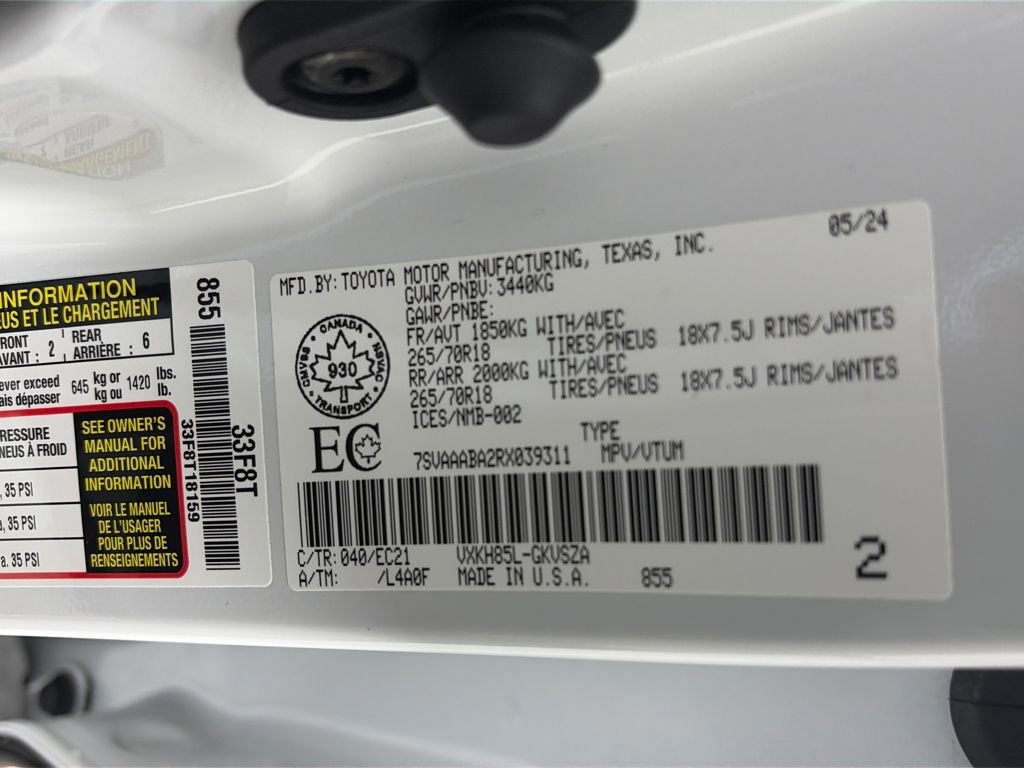 INFORMATION
EUS ET LE CHARGEMENT
FRONT
AVANT : 2
REAR
ARRIÈRE : 6
ever exceed
ais dépasser
645 kg or
kg ou
1420 lbs.
lb.
RESSURE
NEUS À FROID
, 35 PSI
a, 35 PSI
a. 35 PSI
SEE OWNER'S
MANUAL FOR
ADDITIONAL
INFORMATION
VOIR LE MANUEL
DE L'USAGER
POUR PLUS DE
RENSEIGNEMENTS
855
33F8T
33F8T18159
05/24
MFD.BY: TOYOTA MOTOR MANUFACTURING, TEXAS, INC.
GVWR/PNBV: 3440KG
GAWR/PNBE:
FR/AUT 1850KG WITH/AVEC
265/70R18 TIRES/PNEUS 18X7.5J RIMS/JANTES
RR/ARR 2000KG WITH/AVEC
265/70R18 TIRES/PNEUS 18X7.5J RIMS/JANTES
ICES/NMB-002
CANADA
CMVSS
930
NSVAC
TRANSPORT
EC
TYPE
7SVAAABA2RX039311 MPV/VTUM
C/TR: 040/EC21 VXKH85L-GKVSZA
A/TM: /L4A0F MADE IN U.S.A. 855
2